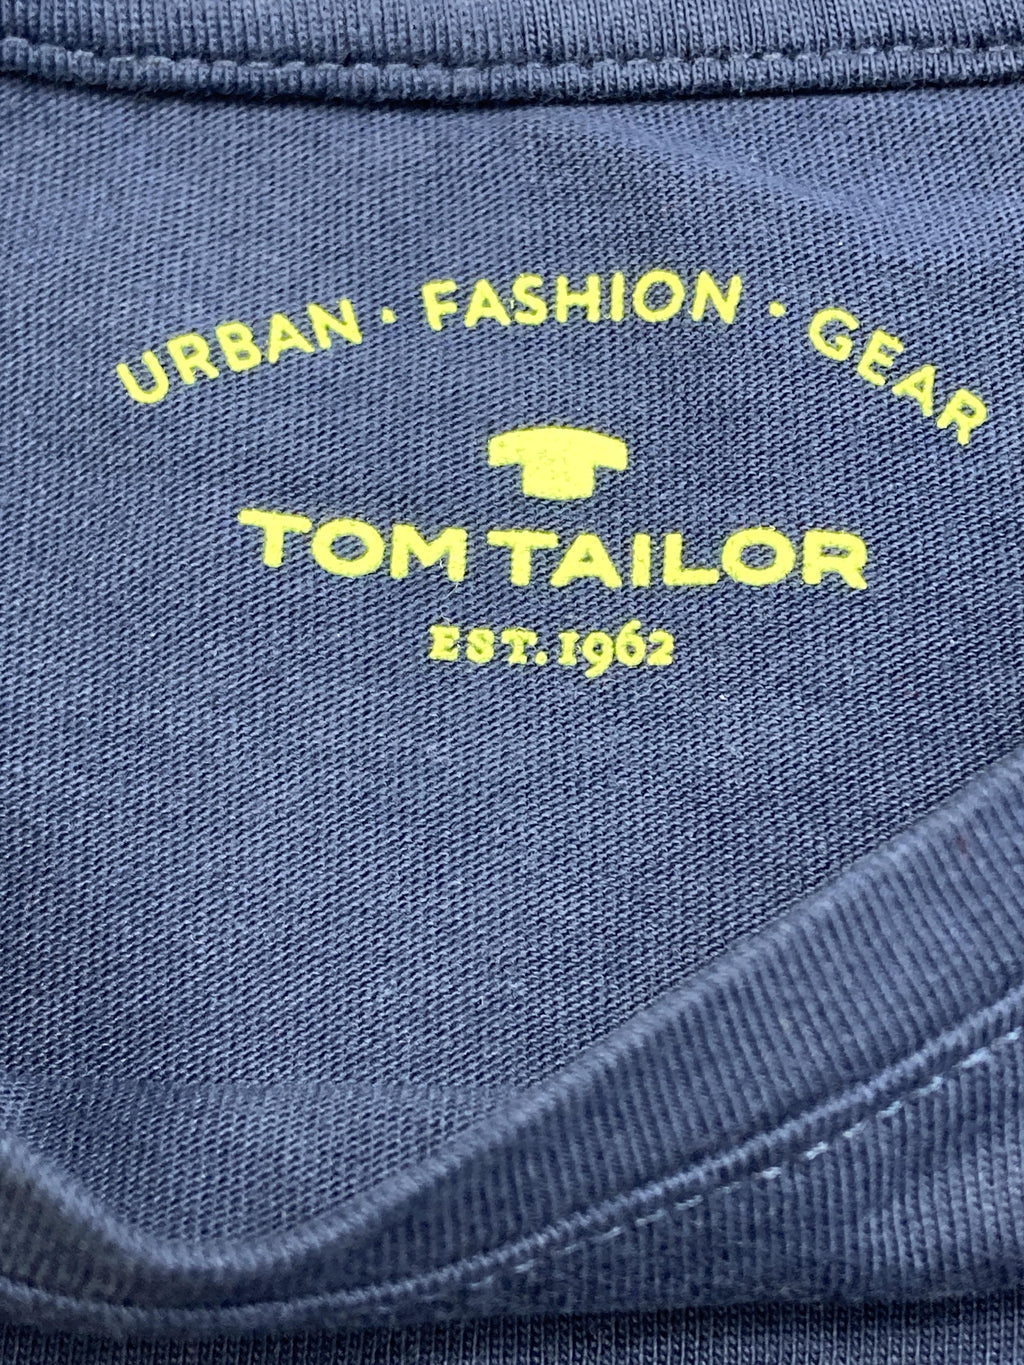 URBAN · FASHION · GEAR
TOM TAILOR
EST. 1962